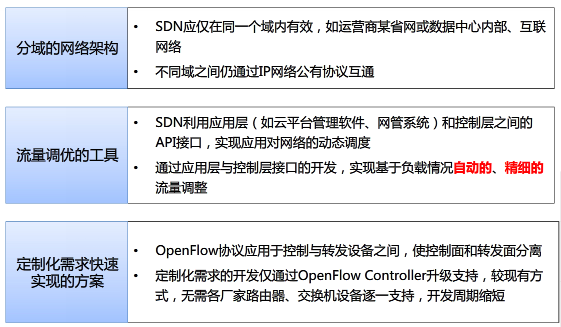 分域的网络架构
• SDN应仅在同一个域内有效，如运营商某省网或数据中心内部、互联
网络
• 不同域之间仍通过IP网络公有协议互通
流量调优的工具
• SDN利用应用层（如云平台管理软件、网管系统）和控制层之间的
API接口，实现应用对网络的动态调度
• 通过应用层与控制层接口的开发，实现基于负载情况自动的、精细的
流量调整
定制化需求快速
实现的方案
• OpenFlow协议应用于控制与转发设备之间，使控制面和转发面分离
• 定制化需求的开发仅通过OpenFlow Controller升级支持，较现有方
式，无需各厂家路由器、交换机设备逐一支持，开发周期缩短